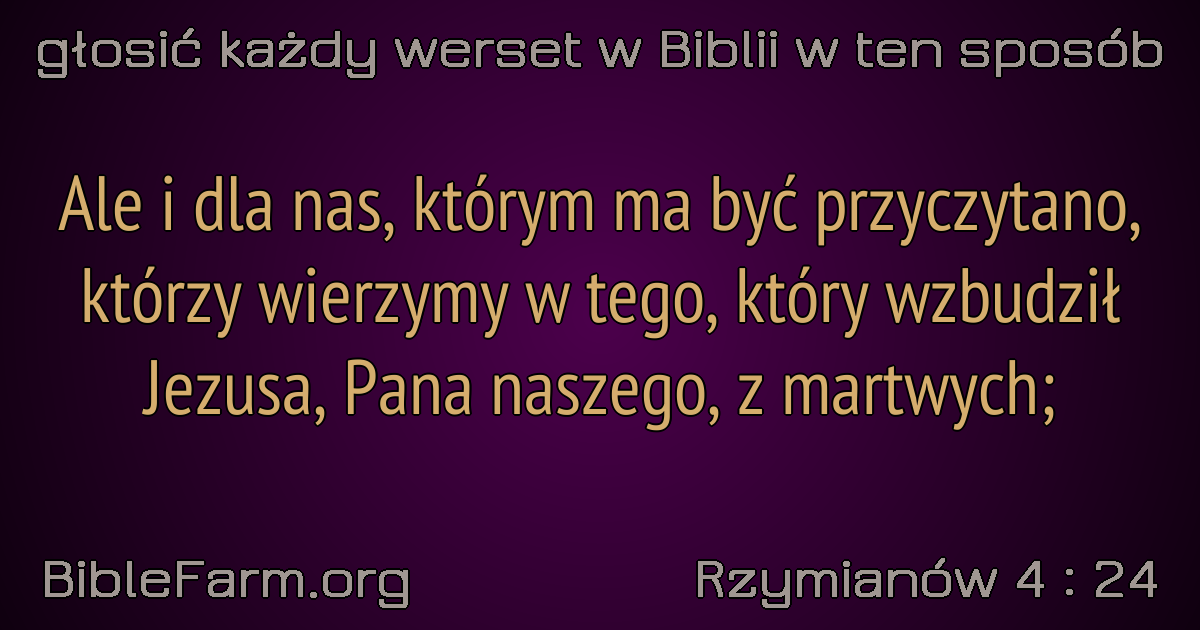 głosić każdy werset w Biblii w ten sposób
Ale i dla nas, którym ma być przyczytano,
którzy wierzymy w tego, który wzbudził
Jezusa, Pana naszego, z martwych;
BibleFarm.org
Rzymianów 4 : 24